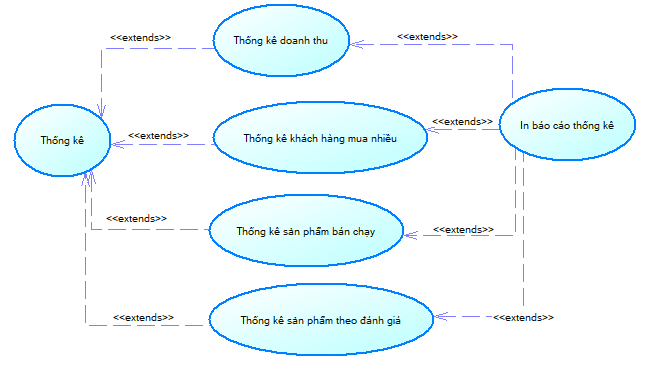 <<extends>>
Thống kê doanh thu
<<extends>>
Thống kê
<<extends>>
Thống kê khách hàng mua nhiều
<<extends>>
In báo cáo thống kê
<<extends>>
Thống kê sản phẩm bán chạy
<<extends>>
<<extends>>
Thống kê sản phẩm theo đánh giá
<<extends>>